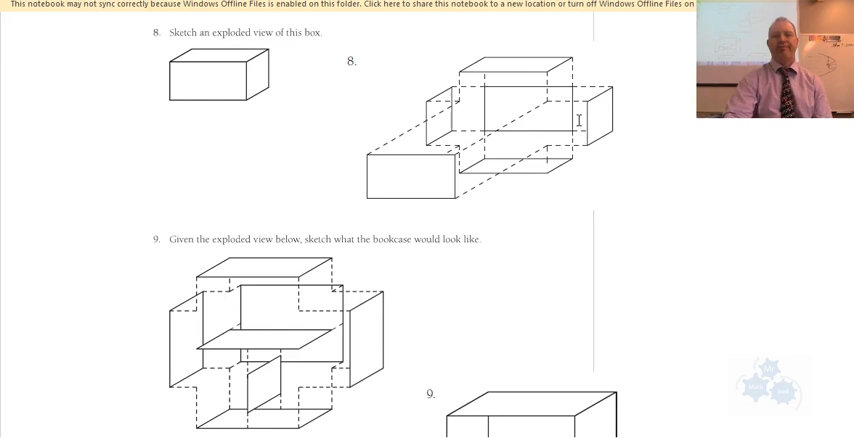 This notebook may not sync correctly because Windows Offline Files is enabled on this folder. Click here to share this notebook to a new location or turn off Windows Offline Files on
8. Sketch an exploded view of this box.
8.
9. Given the exploded view below, sketch what the bookcase would look like.
9.